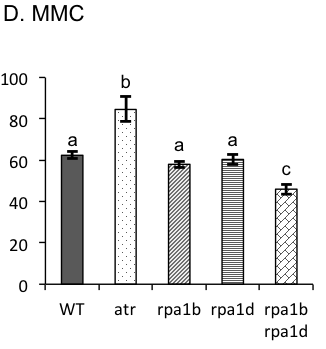 D. MMC
100
80
60
40
20
0
a
b
a
a
c
WT atr rpa1b rpa1d rpa1b
rpa1d